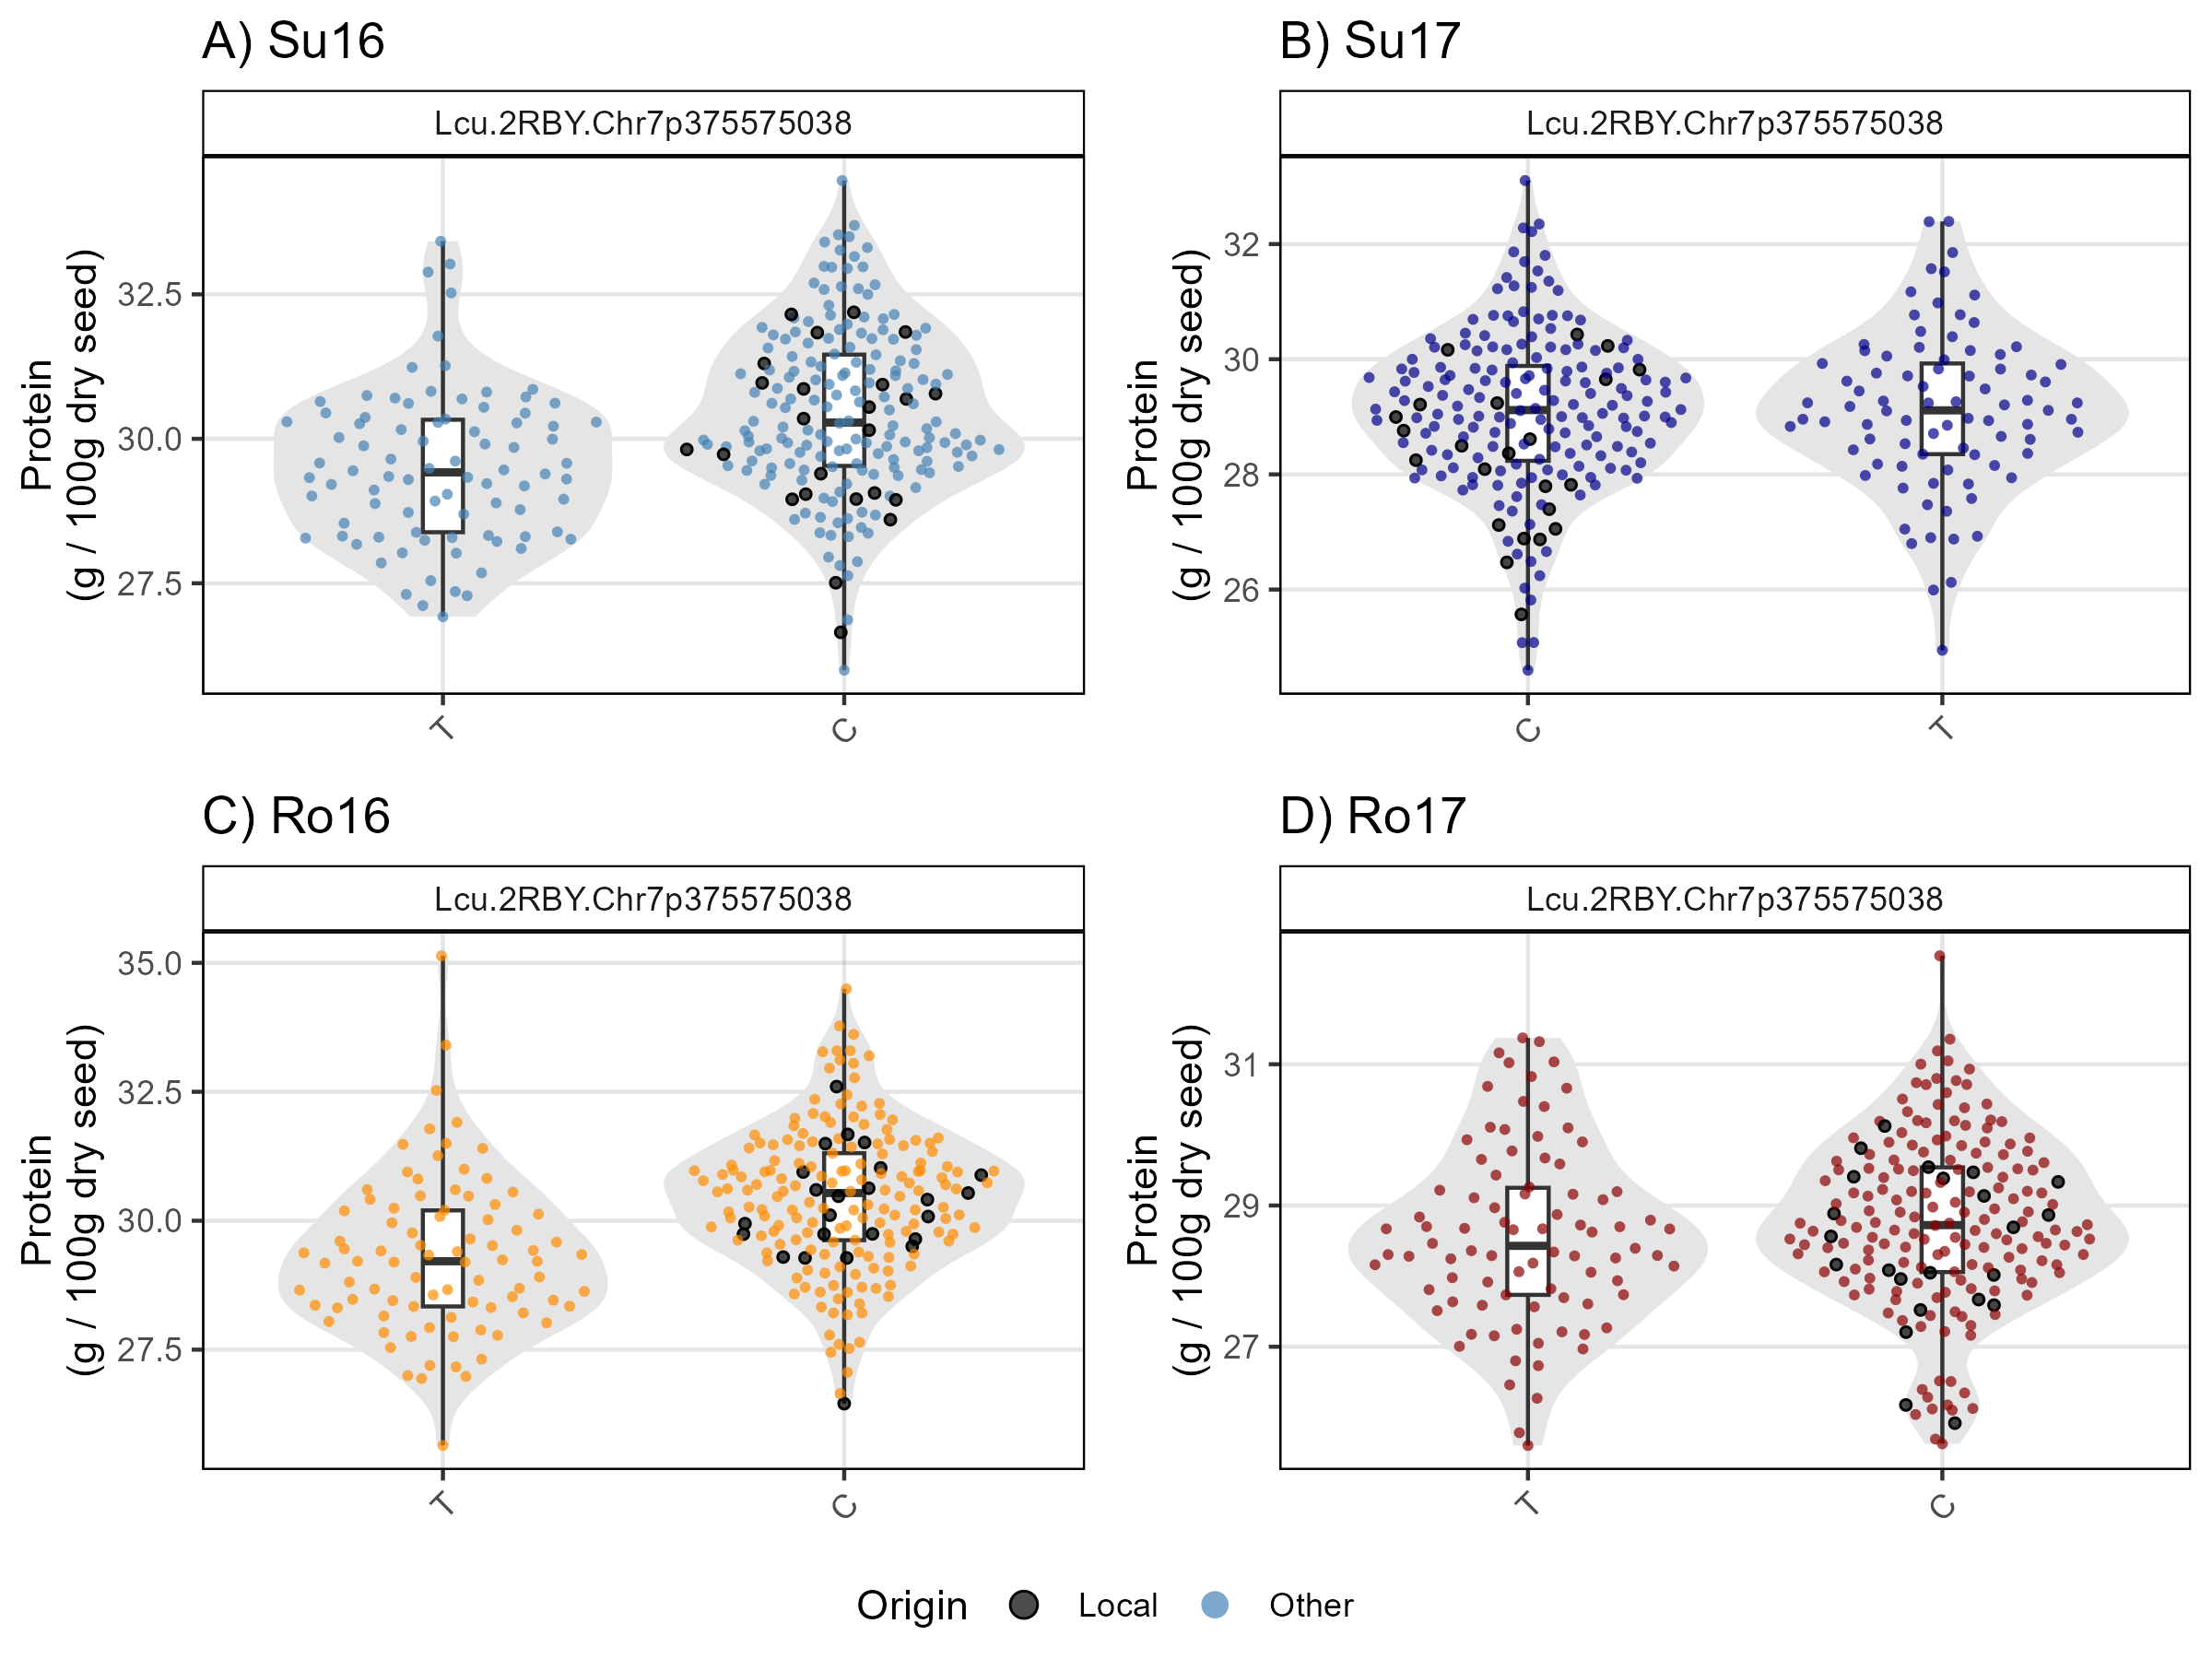 A) Su16
Lcu.2RBY.Chr7p375575038
Protein
(g / 100g dry seed)
32.5
30.0
27.5
T
C
B) Su17
Lcu.2RBY.Chr7p375575038
Protein
(g / 100g dry seed)
32
30
28
26
C
T
C) Ro16
Lcu.2RBY.Chr7p375575038
Protein
(g / 100g dry seed)
35.0
32.5
30.0
27.5
T
C
D) Ro17
Lcu.2RBY.Chr7p375575038
Protein
(g / 100g dry seed)
31
29
27
T
C
Origin Local Other